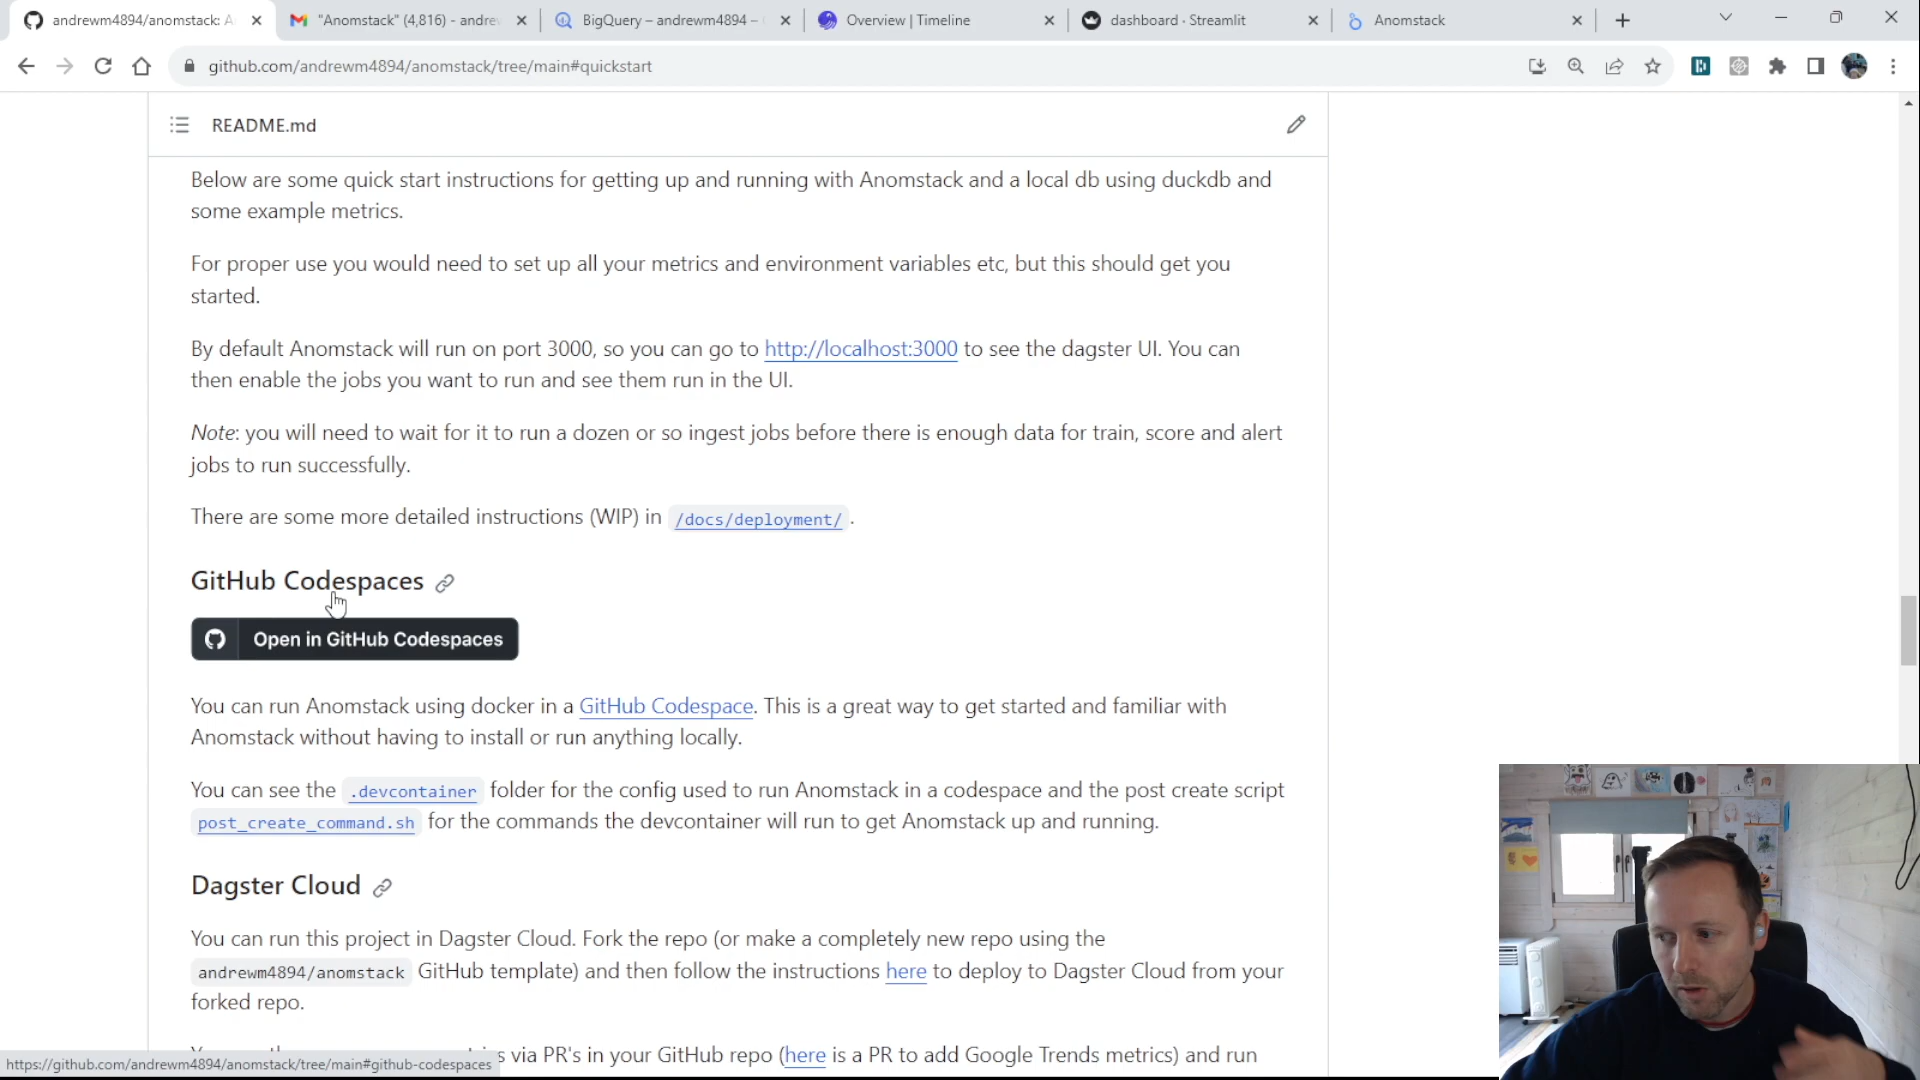 andrewm4894/anomstack: A
"Anomstack" (4,816) - andrew
BigQuery – andrewm4894 –
Overview | Timeline
dashboard · Streamlit
Anomstack
github.com/andrewm4894/anomstack/tree/main#quickstart
README.md
Below are some quick start instructions for getting up and running with Anomstack and a local db using duckdb and
some example metrics.
For proper use you would need to set up all your metrics and environment variables etc, but this should get you
started.
By default Anomstack will run on port 3000, so you can go to http://localhost:3000 to see the dagster UI. You can
then enable the jobs you want to run and see them run in the UI.
Note: you will need to wait for it to run a dozen or so ingest jobs before there is enough data for train, score and alert
jobs to run successfully.
There are some more detailed instructions (WIP) in /docs/deployment/ .
GitHub Codespaces
Open in GitHub Codespaces
You can run Anomstack using docker in a GitHub Codespace. This is a great way to get started and familiar with
Anomstack without having to install or run anything locally.
You can see the .devcontainer folder for the config used to run Anomstack in a codespace and the post create script
post_create_command.sh for the commands the devcontainer will run to get Anomstack up and running.
Dagster Cloud
You can run this project in Dagster Cloud. Fork the repo (or make a completely new repo using the
andrewm4894/anomstack GitHub template) and then follow the instructions here to deploy to Dagster Cloud from your
forked repo.
via PR's in your GitHub repo (here is a PR to add Google Trends metrics) and run
https://github.com/andrewm4894/anomstack/tree/main#github-codespaces